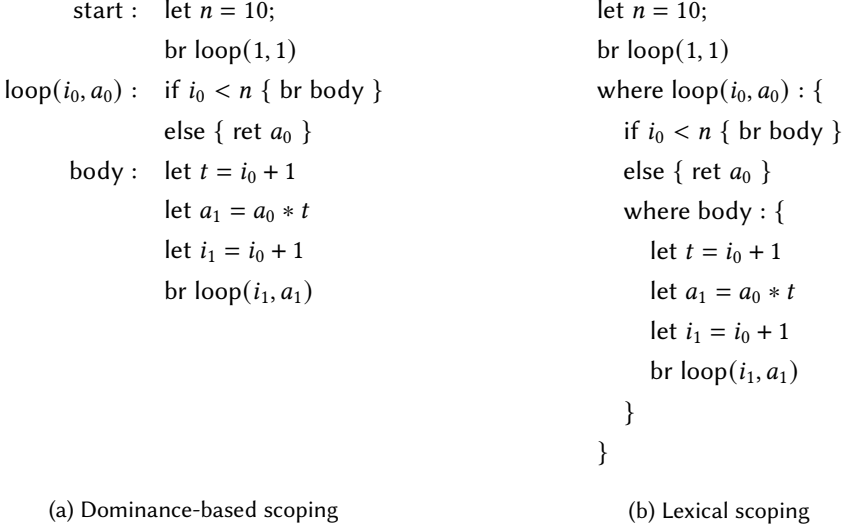 start : let n = 10;
br loop(1, 1)
loop(i₀, a₀) : if i₀ < n { br body }
else { ret a₀ }
body : let t = i₀ + 1
let a₁ = a₀ ∗ t
let i₁ = i₀ + 1
br loop(i₁, a₁)
(a) Dominance-based scoping
let n = 10;
br loop(1, 1)
where loop(i₀, a₀) : {
if i₀ < n { br body }
else { ret a₀ }
where body : {
let t = i₀ + 1
let a₁ = a₀ ∗ t
let i₁ = i₀ + 1
br loop(i₁, a₁)
}
}
(b) Lexical scoping